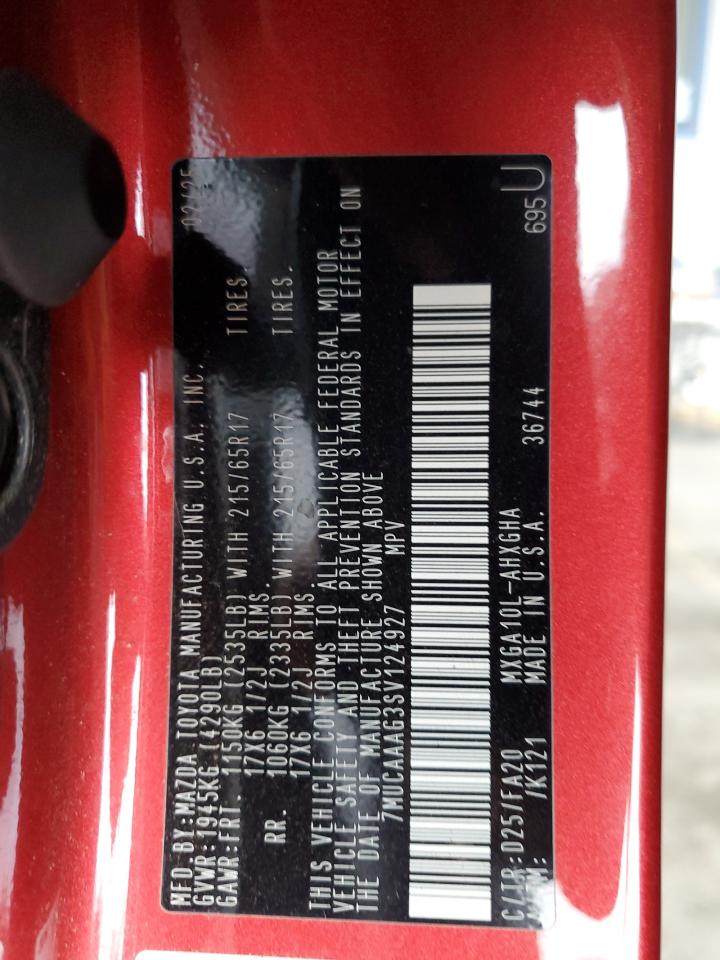 MFD.BY:MAZDA TOYOTA MANUFACTURING U.S.A. INC. 02/25
GVWR:1945KG (4290LB)
GAWR:FRT. 1150KG (2535LB) WITH 215/65R17 TIRES,
17X6 1/2J RIMS
RR. 1060KG (2335LB) WITH 215/65R17 TIRES,
17X6 1/2J RIMS.
THIS VEHICLE CONFORMS TO ALL APPLICABLE FEDERAL MOTOR
VEHICLE SAFETY AND THEFT PREVENTION STANDARDS IN EFFECT ON
THE DATE OF MANUFACTURE SHOWN ABOVE
7MUCAAAG3SV124927 MPV
C/TR:D257/FA20 MXGA10L-AHXGHA 36744 695 U
/K121 MADE IN U.S.A.